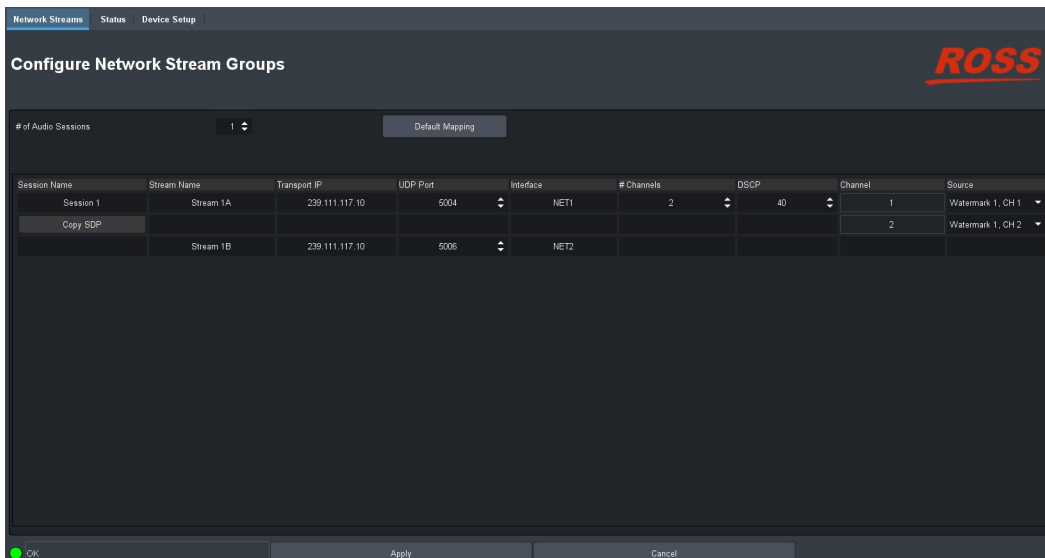 Network Streams Status Device Setup
Configure Network Stream Groups
ROSS
# of Audio Sessions 1 Default Mapping
Session Name Stream Name Transport IP UDP Port Interface # Channels DSCP Channel Source
Session 1 Stream 1A 239.111.117.10 5004 NET1 2 40 1 Watermark 1, CH 1
Copy SDP 2 Watermark 1, CH 2
Stream 1B 239.111.117.10 5006 NET2
OK Apply Cancel